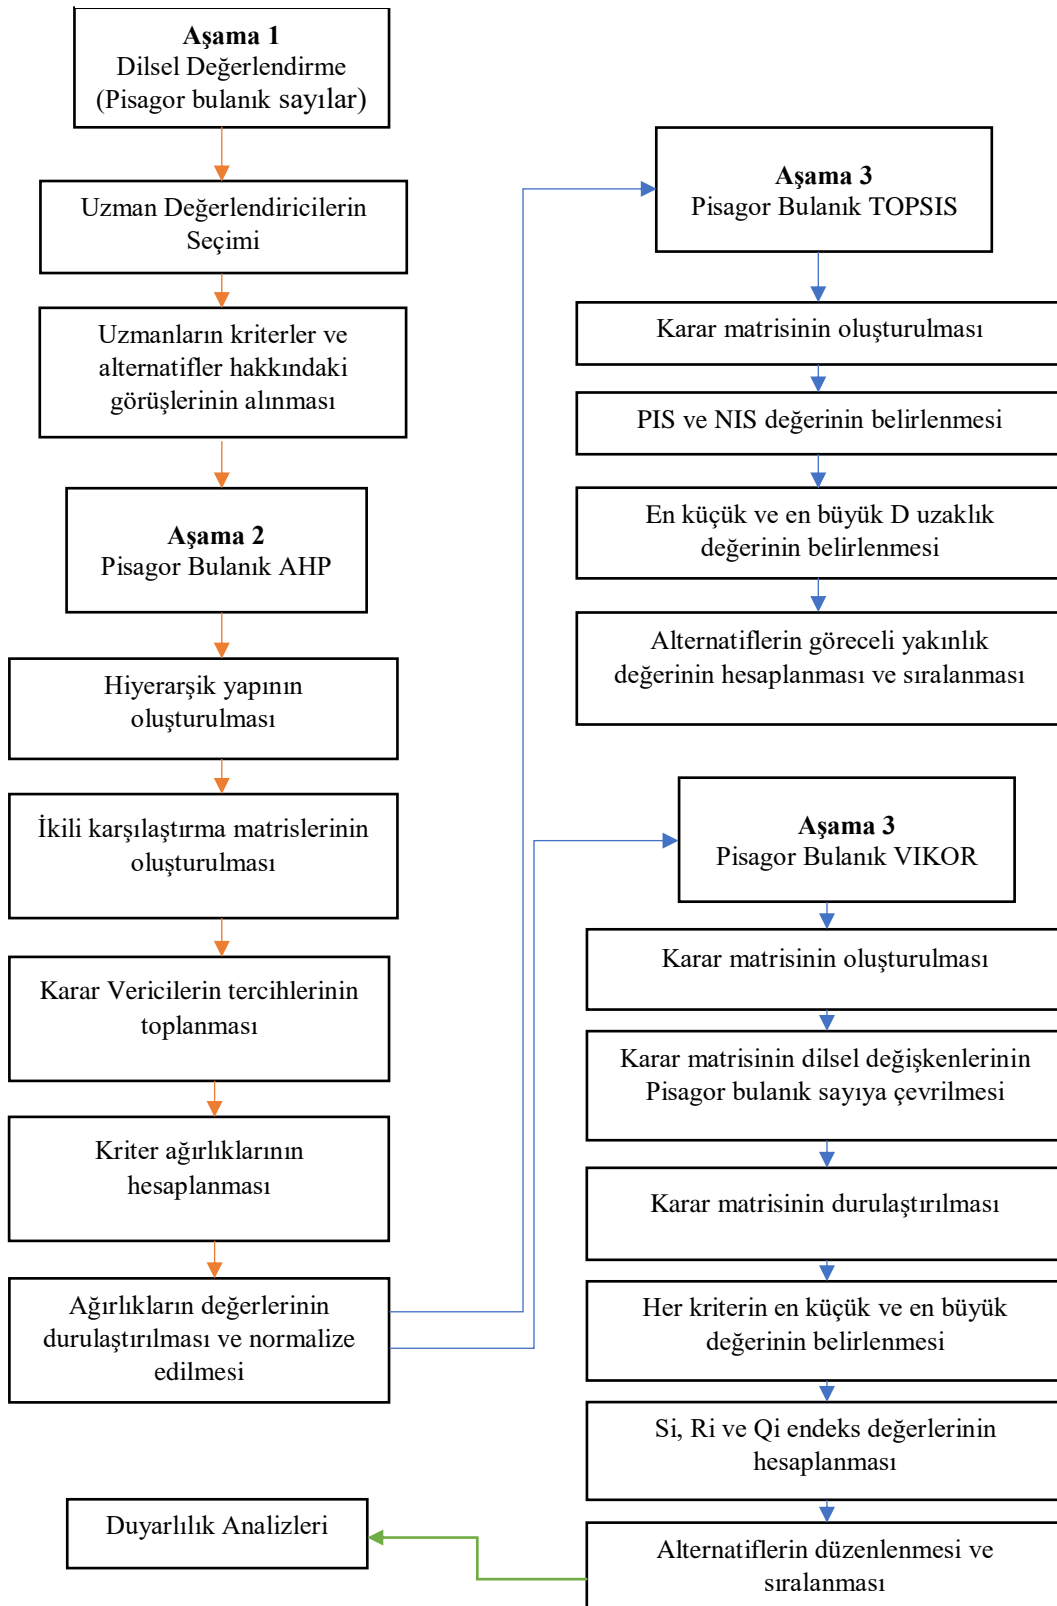 Aşama 1
Dilsel Değerlendirme
(Pisagor bulanık sayılar)
Uzman Değerlendiricilerin
Seçimi
Uzmanların kriterler ve
alternatifler hakkındaki
görüşlerinin alınması
Aşama 2
Pisagor Bulanık AHP
Hiyerarşik yapının
oluşturulması
İkili karşılaştırma matrislerinin
oluşturulması
Karar Vericilerin tercihlerinin
toplanması
Kriter ağırlıklarının
hesaplanması
Ağırlıkların değerlerinin
durulaştırılması ve normalize
edilmesi
Aşama 3
Pisagor Bulanık TOPSIS
Karar matrisinin oluşturulması
PIS ve NIS değerinin belirlenmesi
En küçük ve en büyük D uzaklık
değerinin belirlenmesi
Alternatiflerin göreceli yakınlık
değerinin hesaplanması ve sıralanması
Aşama 3
Pisagor Bulanık VIKOR
Karar matrisinin oluşturulması
Karar matrisinin dilsel değişkenlerinin
Pisagor bulanık sayıya çevrilmesi
Karar matrisinin durulaştırılması
Her kriterin en küçük ve en büyük
değerinin belirlenmesi
Si, Ri ve Qi endeks değerlerinin
hesaplanması
Alternatiflerin düzenlenmesi ve
sıralanması
Duyarlılık Analizleri